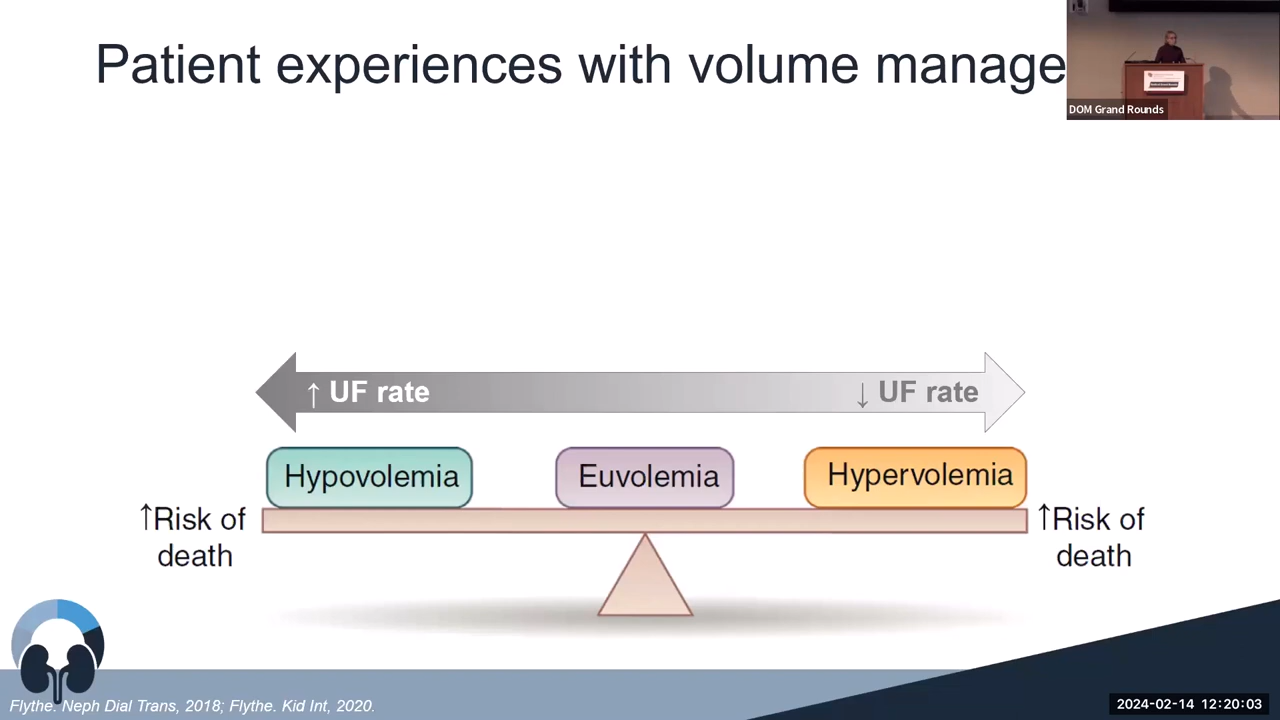 Patient experiences with volume manage
DOM Grand Rounds
↑ UF rate
↓ UF rate
Hypovolemia
Euvolemia
Hypervolemia
↑Risk of
death
↑Risk of
death
Flythe. Neph Dial Trans, 2018; Flythe. Kid Int, 2020.
2024-02-14 12:20:03